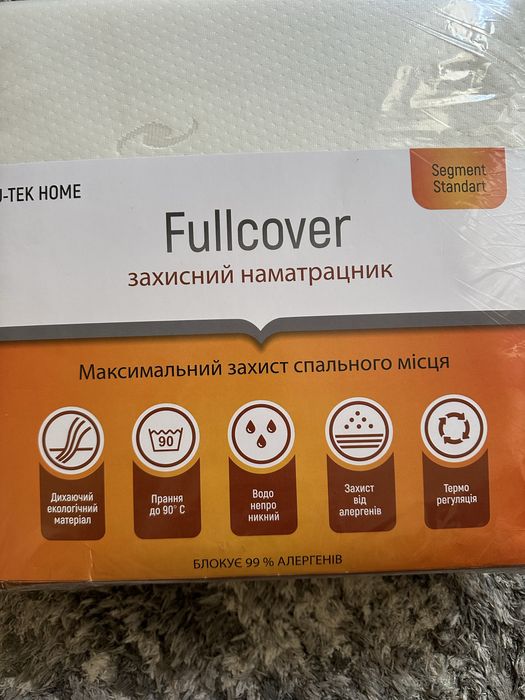 Segment
Standart
U-TEK HOME
Fullcover
захисний наматрацник
Максимальний захист спального місця
90
Дихаючий
екологічний
матеріал
Прання
до 90° С
Водо
непро
никний
Захист
від
алергенів
Термо
регуляція
БЛОКУЄ 99 % АЛЕРГЕНІВ